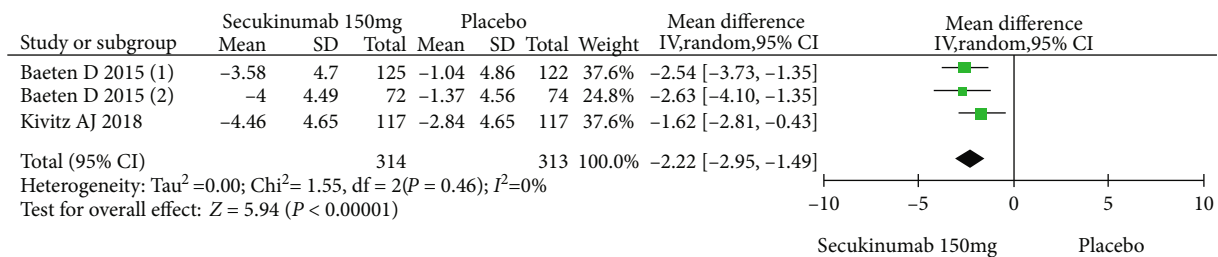 Secukinumab 150mg Placebo Mean difference Mean difference
Study or subgroup Mean SD Total Mean SD Total Weight IV,random,95% CI IV,random,95% CI
Baeten D 2015 (1) −3.58 4.7 125 −1.04 4.86 122 37.6% −2.54 [−3.73, −1.35]
Baeten D 2015 (2) −4 4.49 72 −1.37 4.56 74 24.8% −2.63 [−4.10, −1.35]
Kivitz AJ 2018 −4.46 4.65 117 −2.84 4.65 117 37.6% −1.62 [−2.81, −0.43]
Total (95% CI) 314 313 100.0% −2.22 [−2.95, −1.49]
Heterogeneity: Tau² =0.00; Chi²= 1.55, df = 2(P = 0.46); I²=0%
Test for overall effect: Z = 5.94 (P < 0.00001)
−10 −5 0 5 10
Secukinumab 150mg Placebo